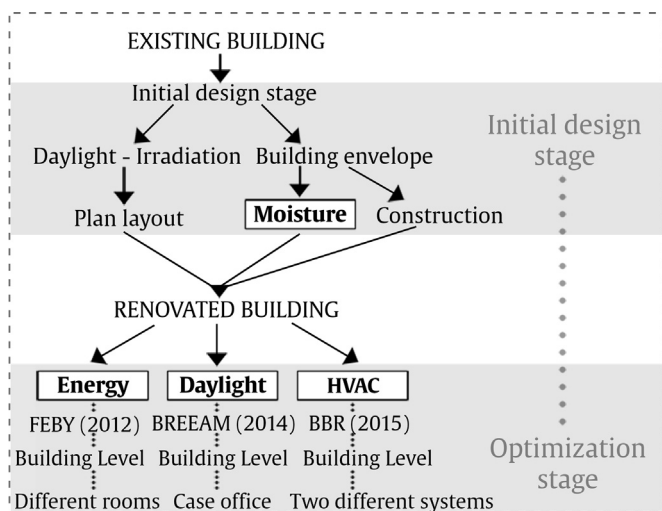 EXISTING BUILDING
Initial design stage
Daylight - Irradiation
Building envelope
Plan layout
Moisture
Construction
RENOVATED BUILDING
Energy
Daylight
HVAC
FEBY (2012)
BREEAM (2014)
BBR (2015)
Building Level
Building Level
Building Level
Different rooms
Case office
Two different systems
Initial design
stage
Optimization
stage